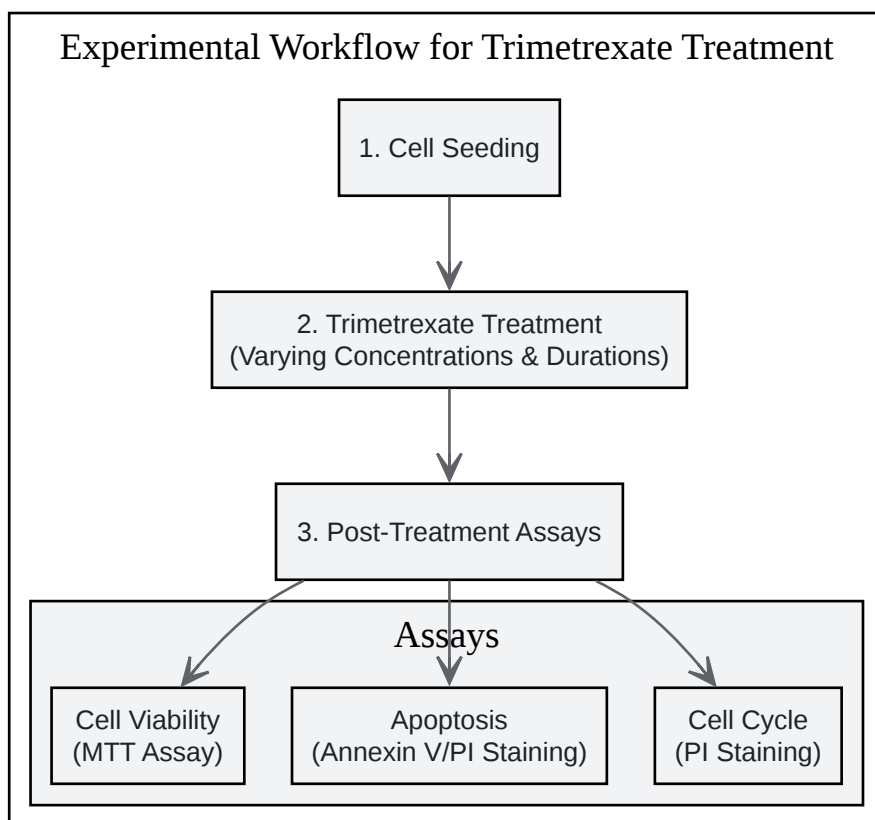 Experimental Workflow for Trimetrexate Treatment
1. Cell Seeding
2. Trimetrexate Treatment
(Varying Concentrations & Durations)
3. Post-Treatment Assays
Assays
Cell Viability
(MTT Assay)
Apoptosis
(Annexin V/PI Staining)
Cell Cycle
(PI Staining)